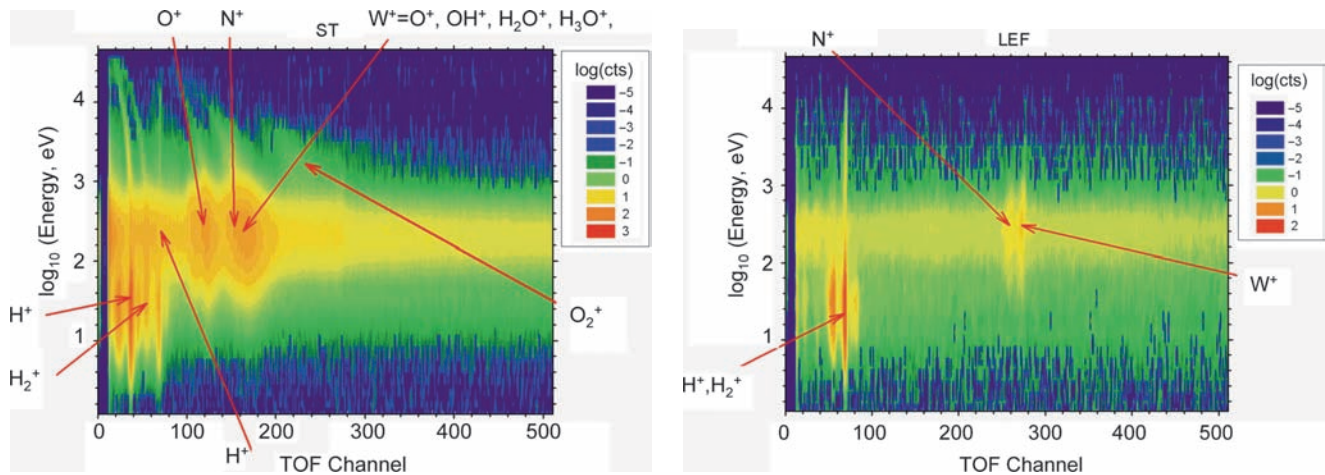 O⁺ N⁺ W⁺=O⁺, OH⁺, H₂O⁺, H₃O⁺,
ST
log(cts)
−5
−4
−3
−2
−1
0
1
2
3
4
3
2
1
log₁₀ (Energy, eV)
H⁺
H₂⁺
O₂⁺
0 100 200 300 400 500
H⁺
TOF Channel
N⁺ LEF
log(cts)
−5
−4
−3
−2
−1
0
1
2
4
3
2
1
log₁₀ (Energy, eV)
W⁺
H⁺,H₂⁺
0 100 200 300 400 500
TOF Channel